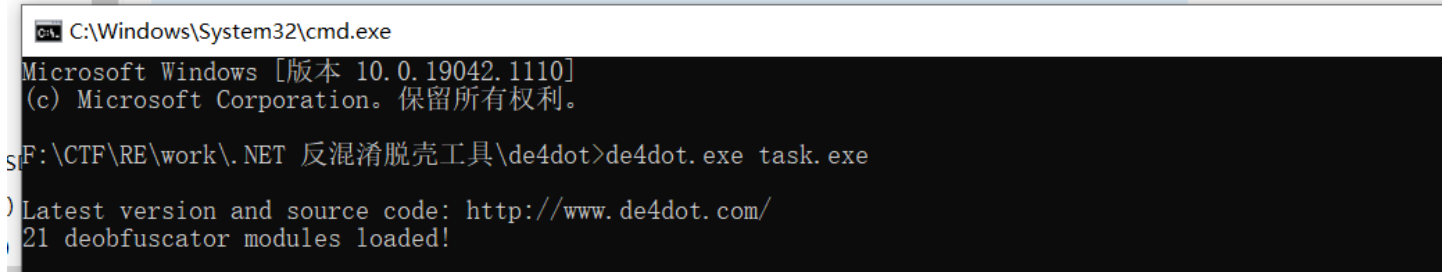 C:\Windows\System32\cmd.exe
Microsoft Windows [版本 10.0.19042.1110]
(c) Microsoft Corporation。保留所有权利。
F:\CTF\RE\work\.NET 反混淆脱壳工具\de4dot>de4dot.exe task.exe
Latest version and source code: http://www.de4dot.com/
21 deobfuscator modules loaded!